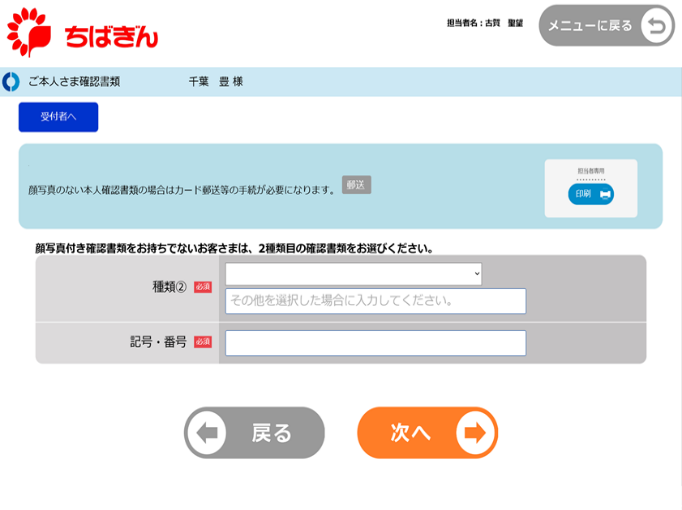 ちばぎん
担当者名：古賀　聖望
メニューに戻る
ご本人さま確認書類
千葉　豊 様
受付者へ
顔写真のない本人確認書類の場合はカード郵送等の手続が必要になります。
郵送
担当者専用
印刷
顔写真付き確認書類をお持ちでないお客さまは、2種類目の確認書類をお選びください。
種類② 必須
その他を選択した場合に入力してください。
記号・番号 必須
戻る
次へ